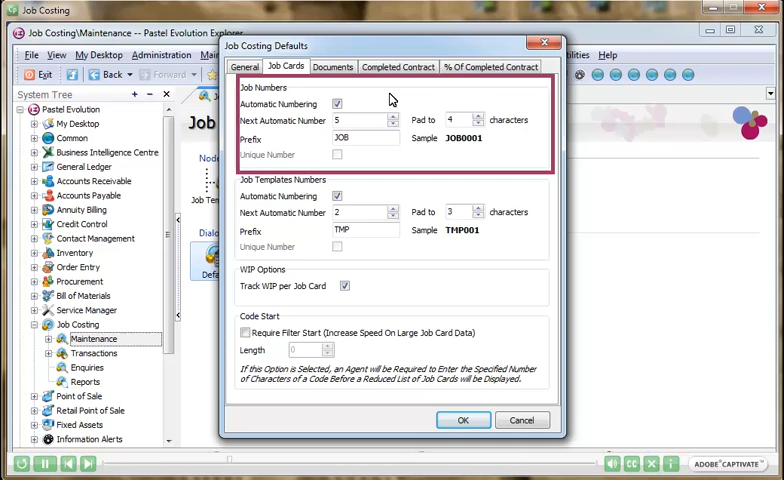 Job Costing
Job Costing\Maintenance -- Pastel Evolution Explorer
File View My Desktop Administration
Utilities Help
Exit
Back
Forward
System Tree
Pastel Evolution
My Desktop
Common
Business Intelligence Centre
General Ledger
Accounts Receivable
Accounts Payable
Annuity Billing
Credit Control
Contact Management
Inventory
Order Entry
Procurement
Bill of Materials
Service Manager
Job Costing
Maintenance
Transactions
Enquiries
Reports
Point of Sale
Retail Point of Sale
Fixed Assets
Information Alerts
Job
Job Costing Defaults
General Job Cards Documents Completed Contract % Of Completed Contract
Job Numbers
Automatic Numbering
Next Automatic Number 5 Pad to 4 characters
Prefix JOB Sample JOB0001
Unique Number
Job Templates Numbers
Automatic Numbering
Next Automatic Number 2 Pad to 3 characters
Prefix TMP Sample TMP001
Unique Number
WIP Options
Track WIP per Job Card
Code Start
Require Filter Start (Increase Speed On Large Job Card Data)
Length 0
If this Option is Selected, an Agent will be Required to Enter the Specified Number
of Characters of a Code Before a Reduced List of Job Cards will be Displayed.
OK Cancel
CC
ADOBE® CAPTIVATE™